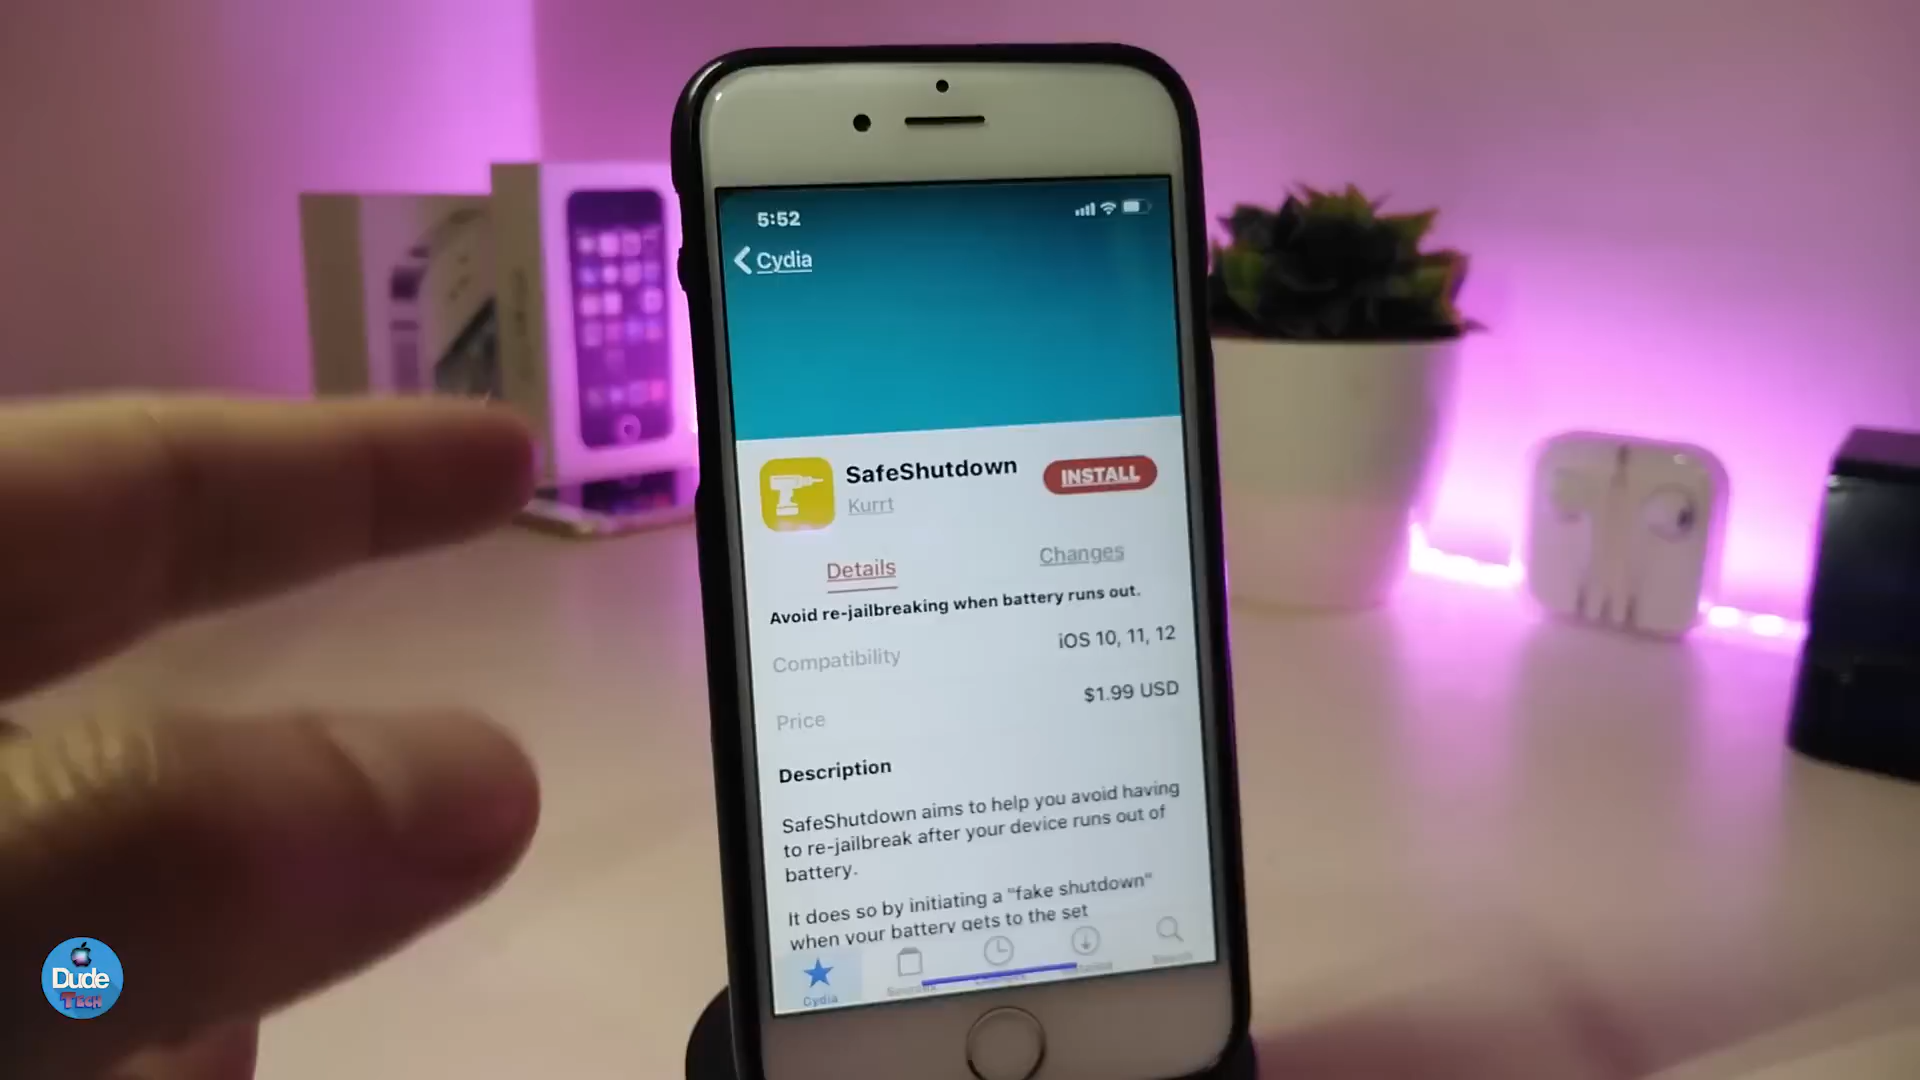 5:52
Cydia
SafeShutdown
INSTALL
Kurrt
Details
Changes
Avoid re-jailbreaking when battery runs out.
Compatibility
iOS 10, 11, 12
Price
$1.99 USD
Description
SafeShutdown aims to help you avoid having
to re-jailbreak after your device runs out of
battery.
It does so by initiating a "fake shutdown"
when your battery gets to the set
Cydia
Search
Dude
TECH